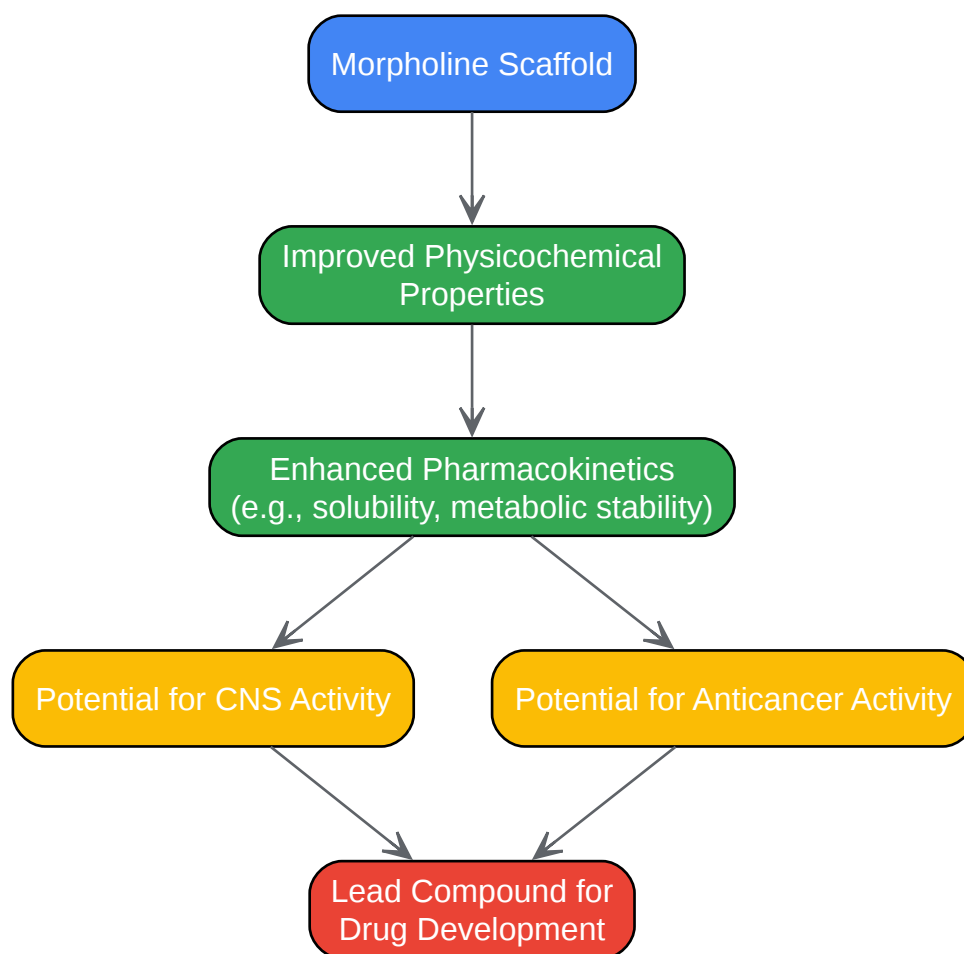 Morpholine Scaffold
Improved Physicochemical
Properties
Enhanced Pharmacokinetics
(e.g., solubility, metabolic stability)
Potential for CNS Activity
Potential for Anticancer Activity
Lead Compound for
Drug Development